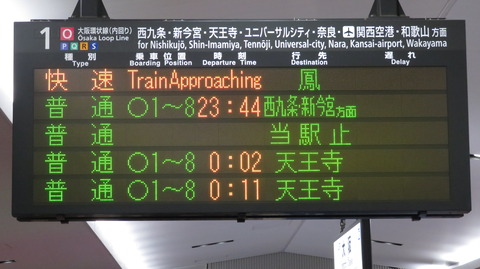 1 O 大阪環状線(内回り) 西九条・新今宮・天王寺・ユニバーサルシティ・奈良・関西空港・和歌山 方面
Osaka Loop Line for Nishikujō, Shin-Imamiya, Tennōji, Universal-city, Nara, Kansai-airport, Wakayama
O P Q R S
種別 乗車位置 時刻 行先 遅れ
Type Boarding Position Departure Time Destination Delay
快速 Train Approaching 鳳
普通 ○1〜8 23:44 西九条・新今宮方面
普通 当駅止
普通 ○1〜8 0:02 天王寺
普通 ○1〜8 0:11 天王寺
大阪